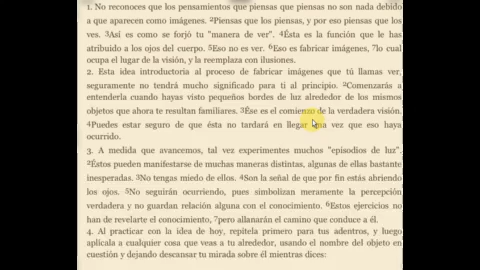 1. No reconoces que los pensamientos que piensas que piensas no son nada debido
a que aparecen como imágenes. ²Piensas que los piensas, y por eso piensas que los
ves. ³Así es como se forjó tu "manera de ver". ⁴Ésta es la función que le has
atribuido a los ojos del cuerpo. ⁵Eso no es ver. ⁶Eso es fabricar imágenes, ⁷lo cual
ocupa el lugar de la visión, y la reemplaza con ilusiones.
2. Esta idea introductoria al proceso de fabricar imágenes que tú llamas ver,
seguramente no tendrá mucho significado para ti al principio. ²Comenzarás a
entenderla cuando hayas visto pequeños bordes de luz alrededor de los mismos
objetos que ahora te resultan familiares. ³Ése es el comienzo de la verdadera visión.
⁴Puedes estar seguro de que ésta no tardará en llegar una vez que eso haya
ocurrido.
3. A medida que avancemos, tal vez experimentes muchos "episodios de luz".
²Éstos pueden manifestarse de muchas maneras distintas, algunas de ellas bastante
inesperadas. ³No tengas miedo de ellos. ⁴Son la señal de que por fin estás abriendo
los ojos. ⁵No seguirán ocurriendo, pues simbolizan meramente la percepción
verdadera y no guardan relación alguna con el conocimiento. ⁶Estos ejercicios no
han de revelarte el conocimiento, ⁷pero allanarán el camino que conduce a él.
4. Al practicar con la idea de hoy, repítela primero para tus adentros, y luego
aplícala a cualquier cosa que veas a tu alrededor, usando el nombre del objeto en
cuestión y dejando descansar tu mirada sobre él mientras dices: